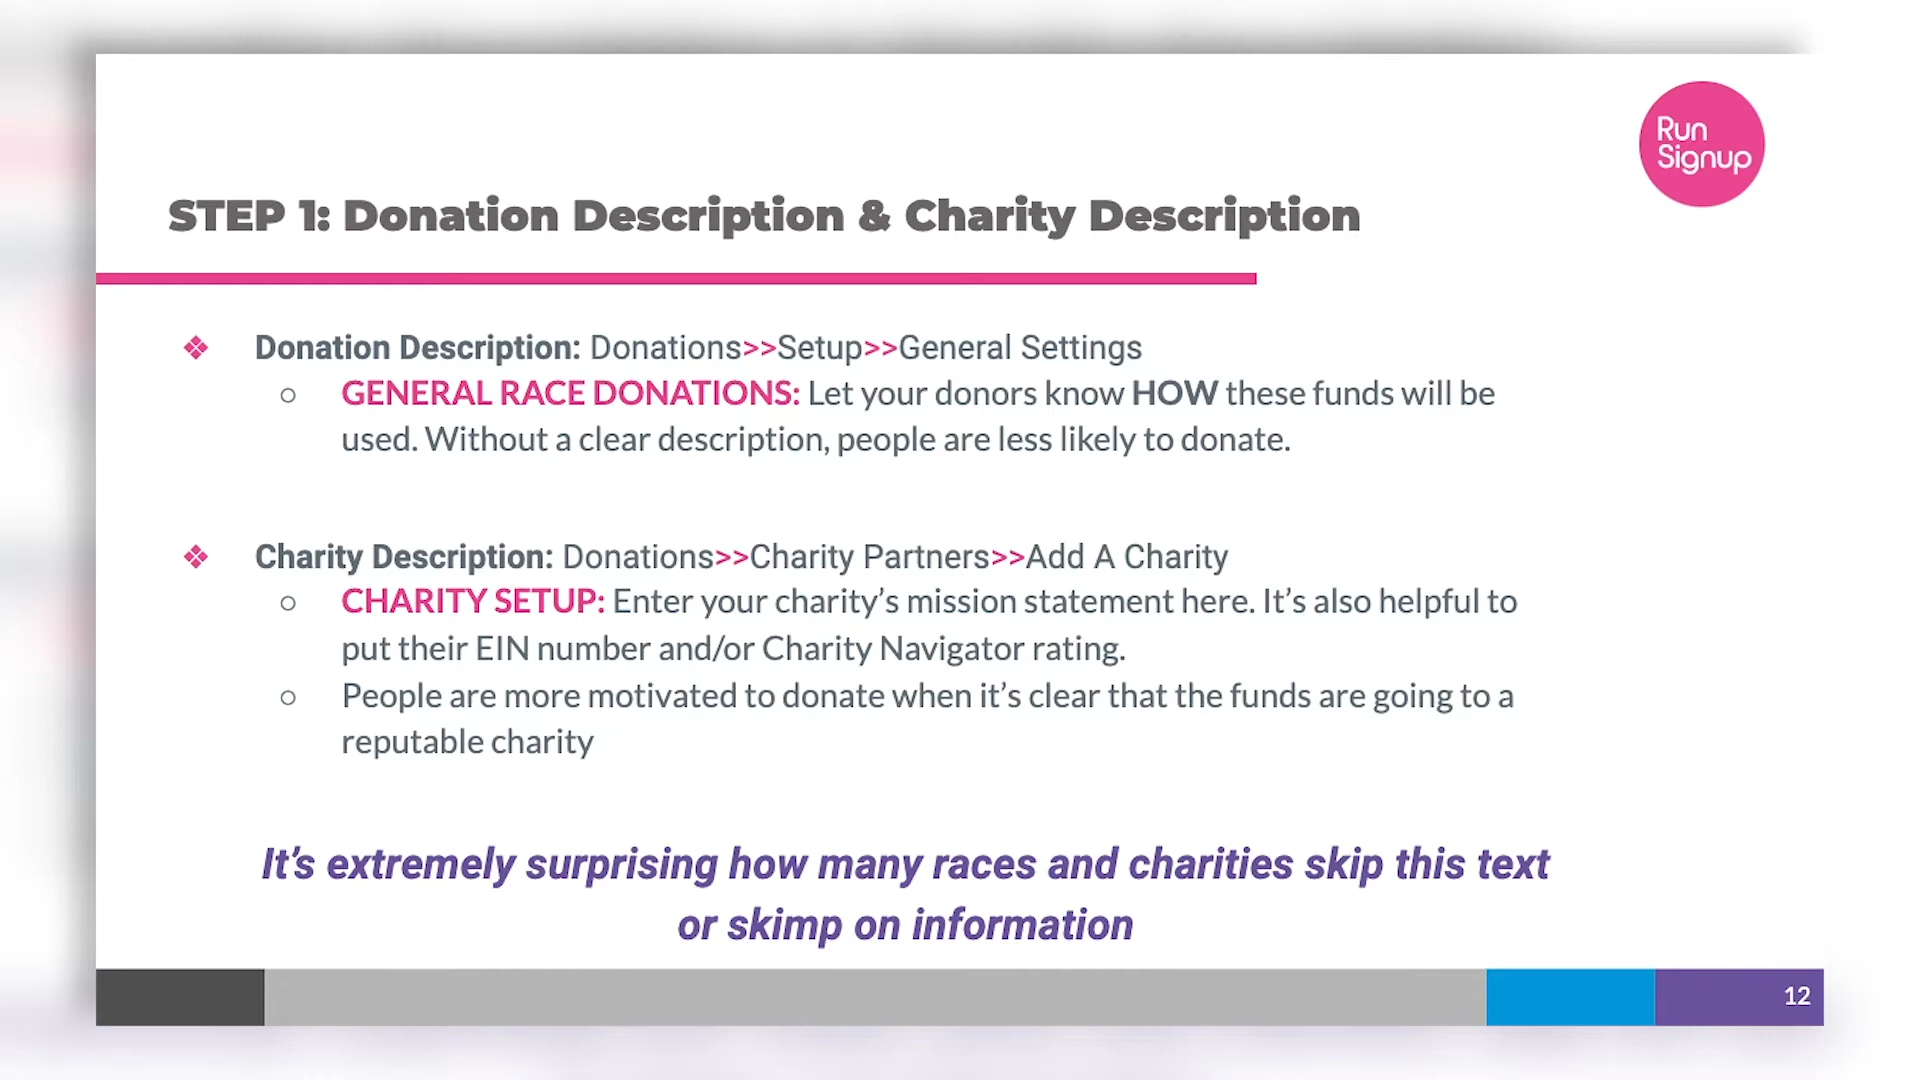 Run
Signup
STEP 1: Donation Description & Charity Description
❖ Donation Description: Donations>>Setup>>General Settings
○ GENERAL RACE DONATIONS: Let your donors know HOW these funds will be
used. Without a clear description, people are less likely to donate.
❖ Charity Description: Donations>>Charity Partners>>Add A Charity
○ CHARITY SETUP: Enter your charity’s mission statement here. It’s also helpful to
put their EIN number and/or Charity Navigator rating.
○ People are more motivated to donate when it’s clear that the funds are going to a
reputable charity
It’s extremely surprising how many races and charities skip this text
or skimp on information
12